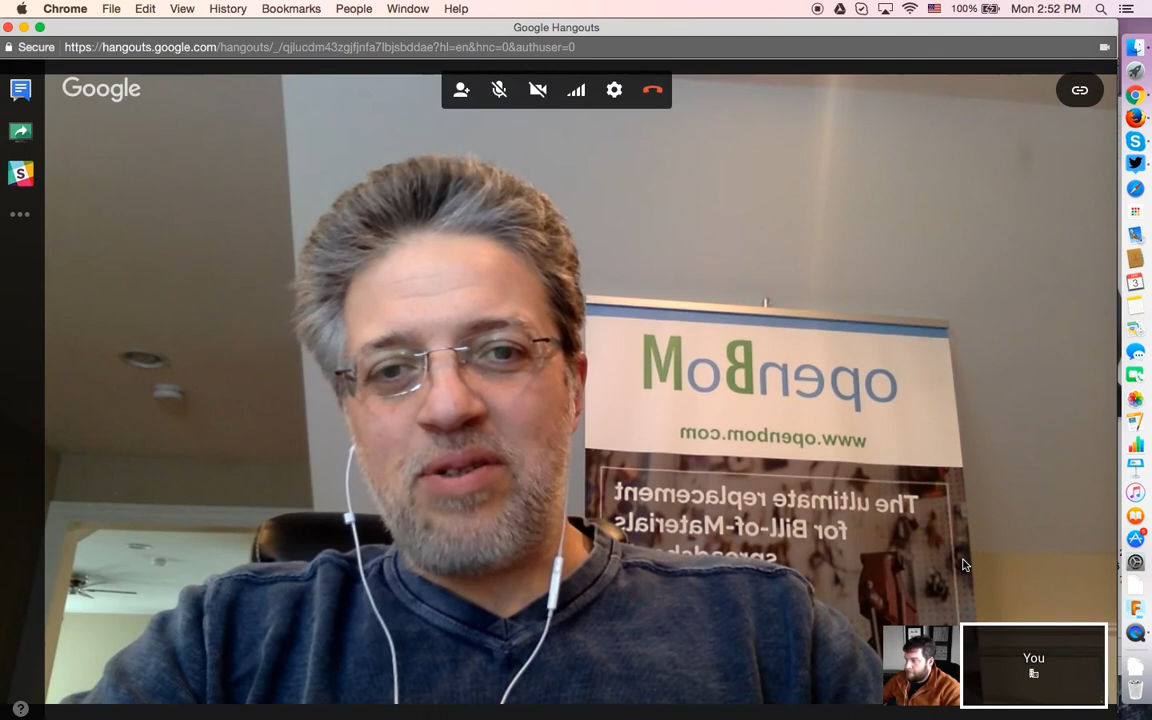 Chrome File Edit View History Bookmarks People Window Help 100% Mon 2:52 PM
Google Hangouts
Secure https://hangouts.google.com/hangouts/_/qjlucdm43zgjfjnfa7lbjsbddae?hl=en&hnc=0&authuser=0
Google
openBoM
www.openbom.com
The ultimate replacement
for Bill-of-Materials
You